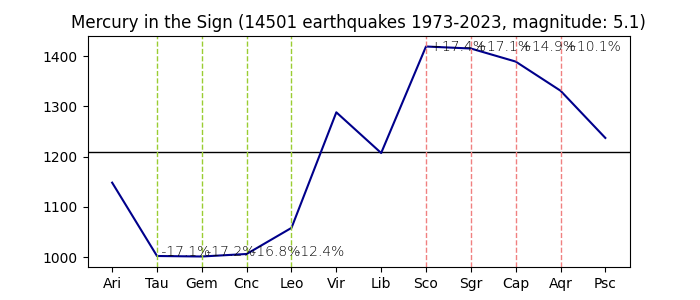 Mercury in the Sign (14501 earthquakes 1973-2023, magnitude: 5.1)
1400
+17.4% +17.1% +14.9% +10.1%
1300
1200
1100
1000
-17.1% -17.2% -16.8% -12.4%
Ari Tau Gem Cnc Leo Vir Lib Sco Sgr Cap Aqr Psc